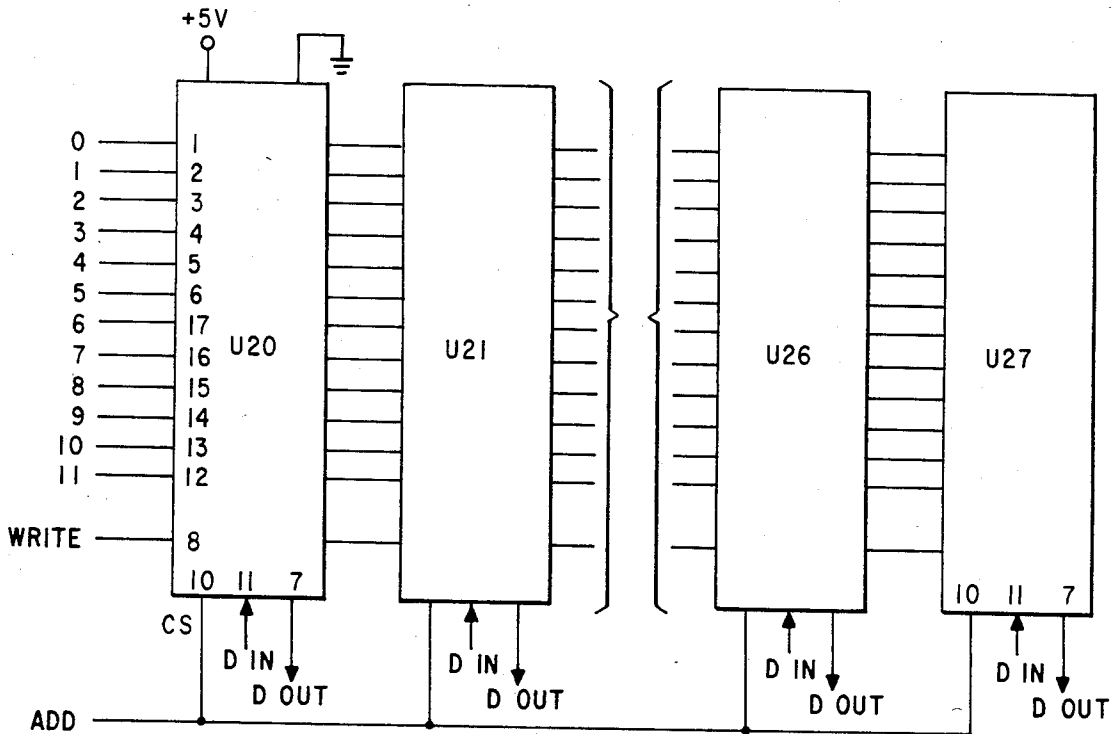 +5V
0 1
1 2
2 3
3 4
4 5
5 6
6 17
7 16
8 15
9 14
10 13
11 12
U20
U21
U26
U27
WRITE 8
10 11 7
10 11 7
CS
D IN
D OUT
D IN
D OUT
D IN
D OUT
D IN
D OUT
ADD